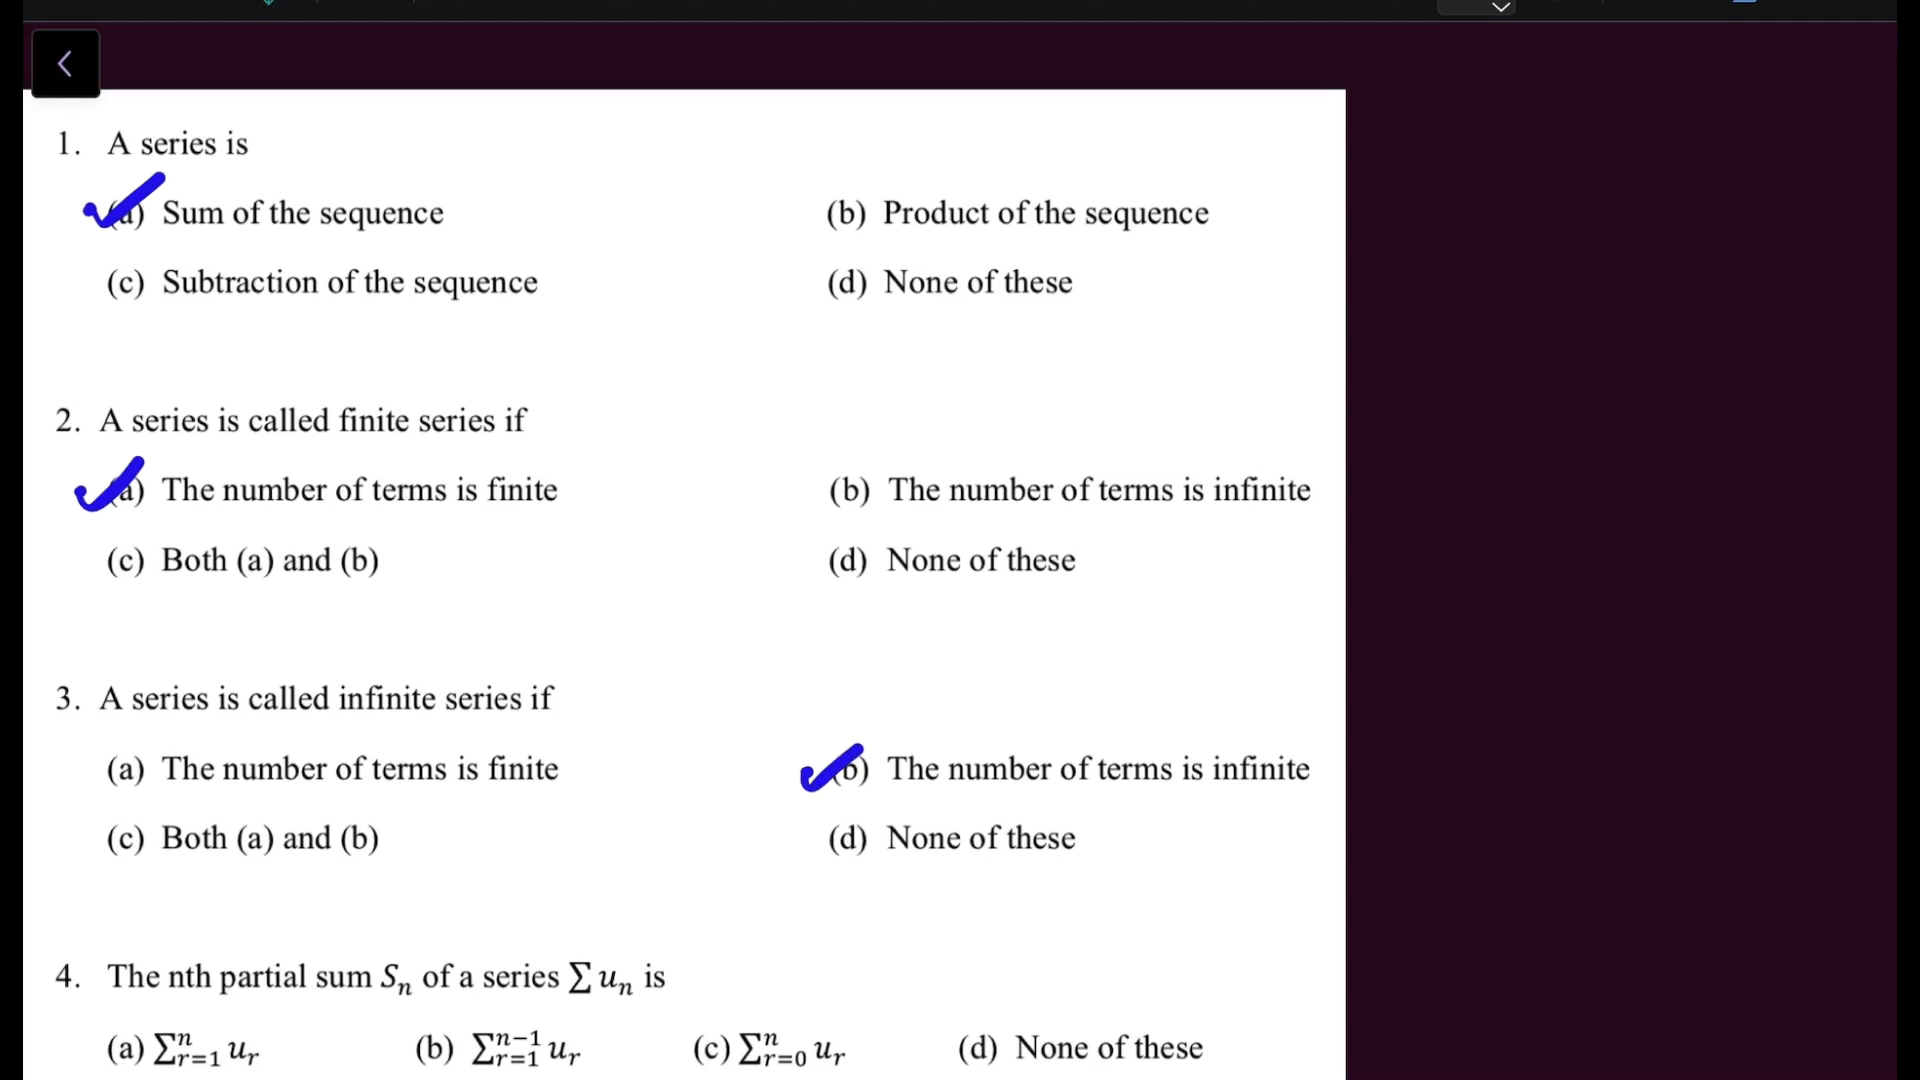 1. A series is
(a) Sum of the sequence (b) Product of the sequence
(c) Subtraction of the sequence (d) None of these
2. A series is called finite series if
(a) The number of terms is finite (b) The number of terms is infinite
(c) Both (a) and (b) (d) None of these
3. A series is called infinite series if
(a) The number of terms is finite (b) The number of terms is infinite
(c) Both (a) and (b) (d) None of these
4. The nth partial sum Sₙ of a series ∑ uₙ is
(a) ∑ⁿᵣ₌₁ uᵣ (b) ∑ⁿ⁻¹ᵣ₌₁ uᵣ (c) ∑ⁿᵣ₌₀ uᵣ (d) None of these